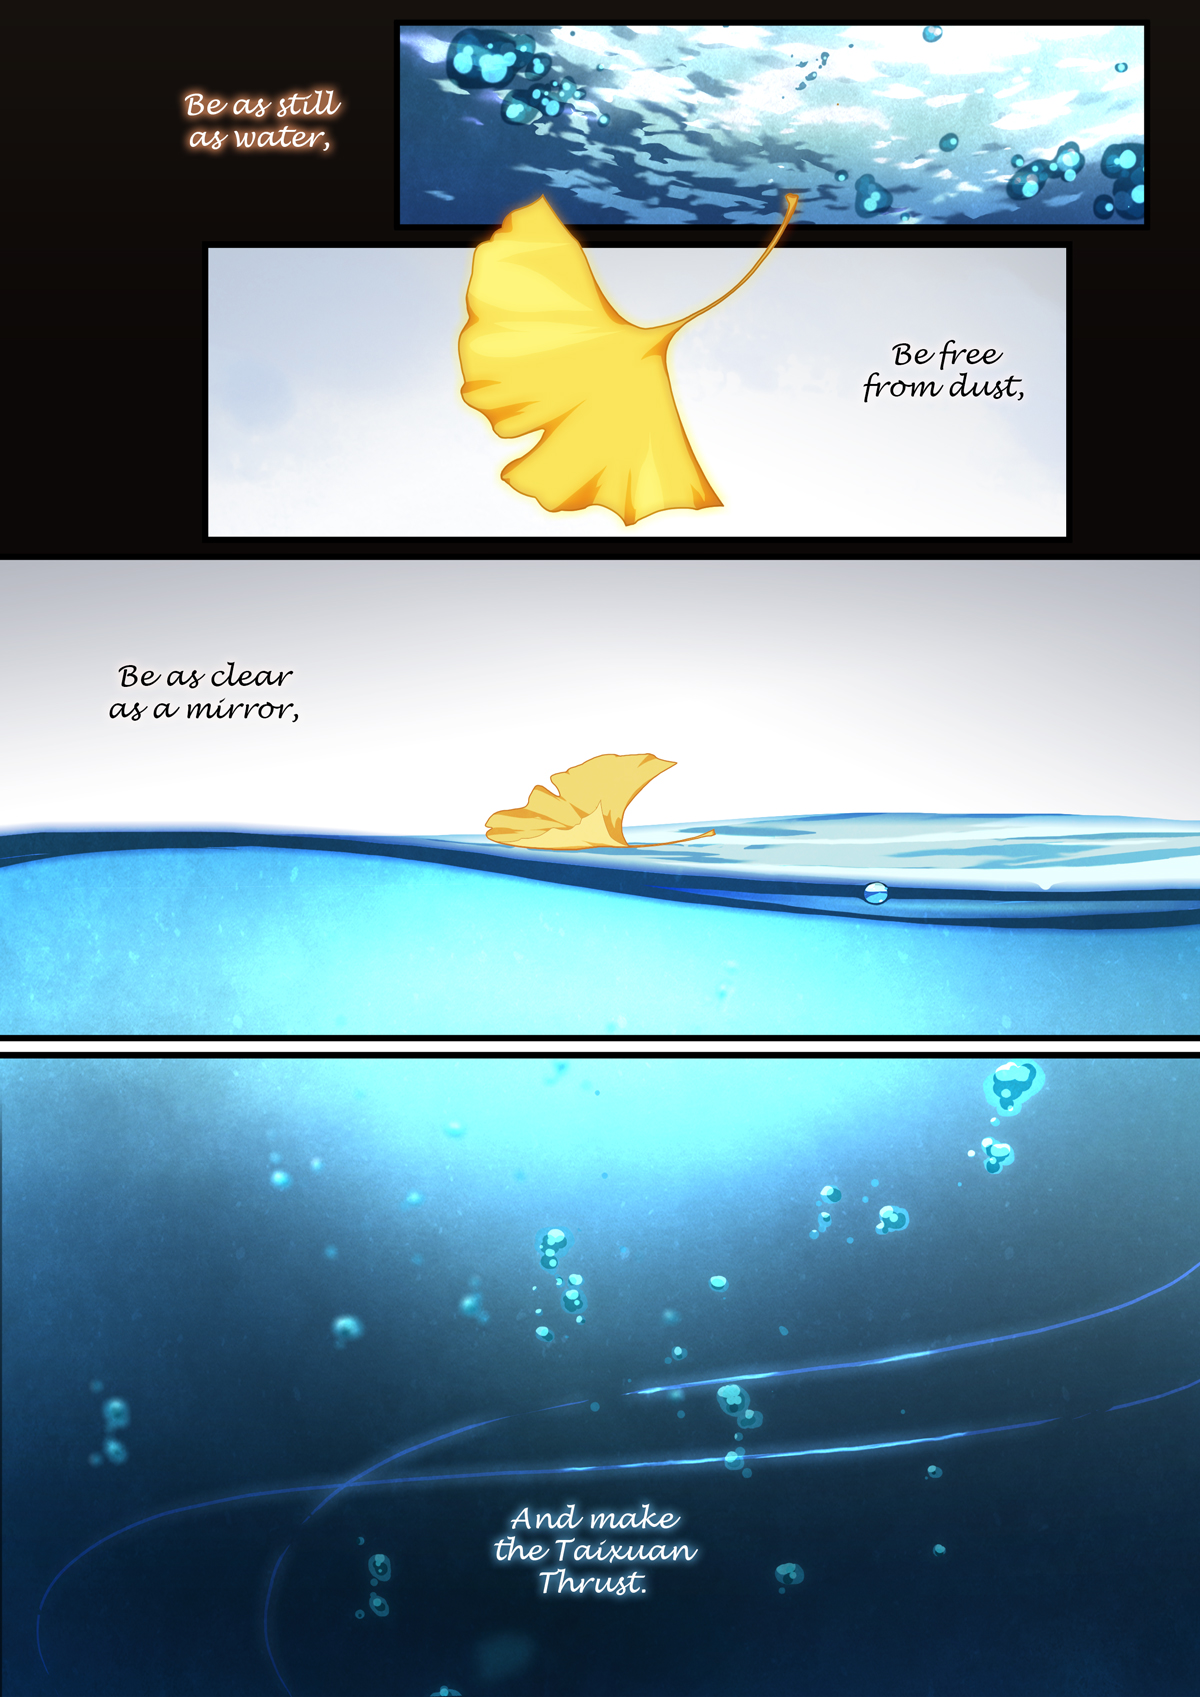 Be as still
as water,
Be free
from dust,
Be as clear
as a mirror,
And make
the Taixuan
Thrust.